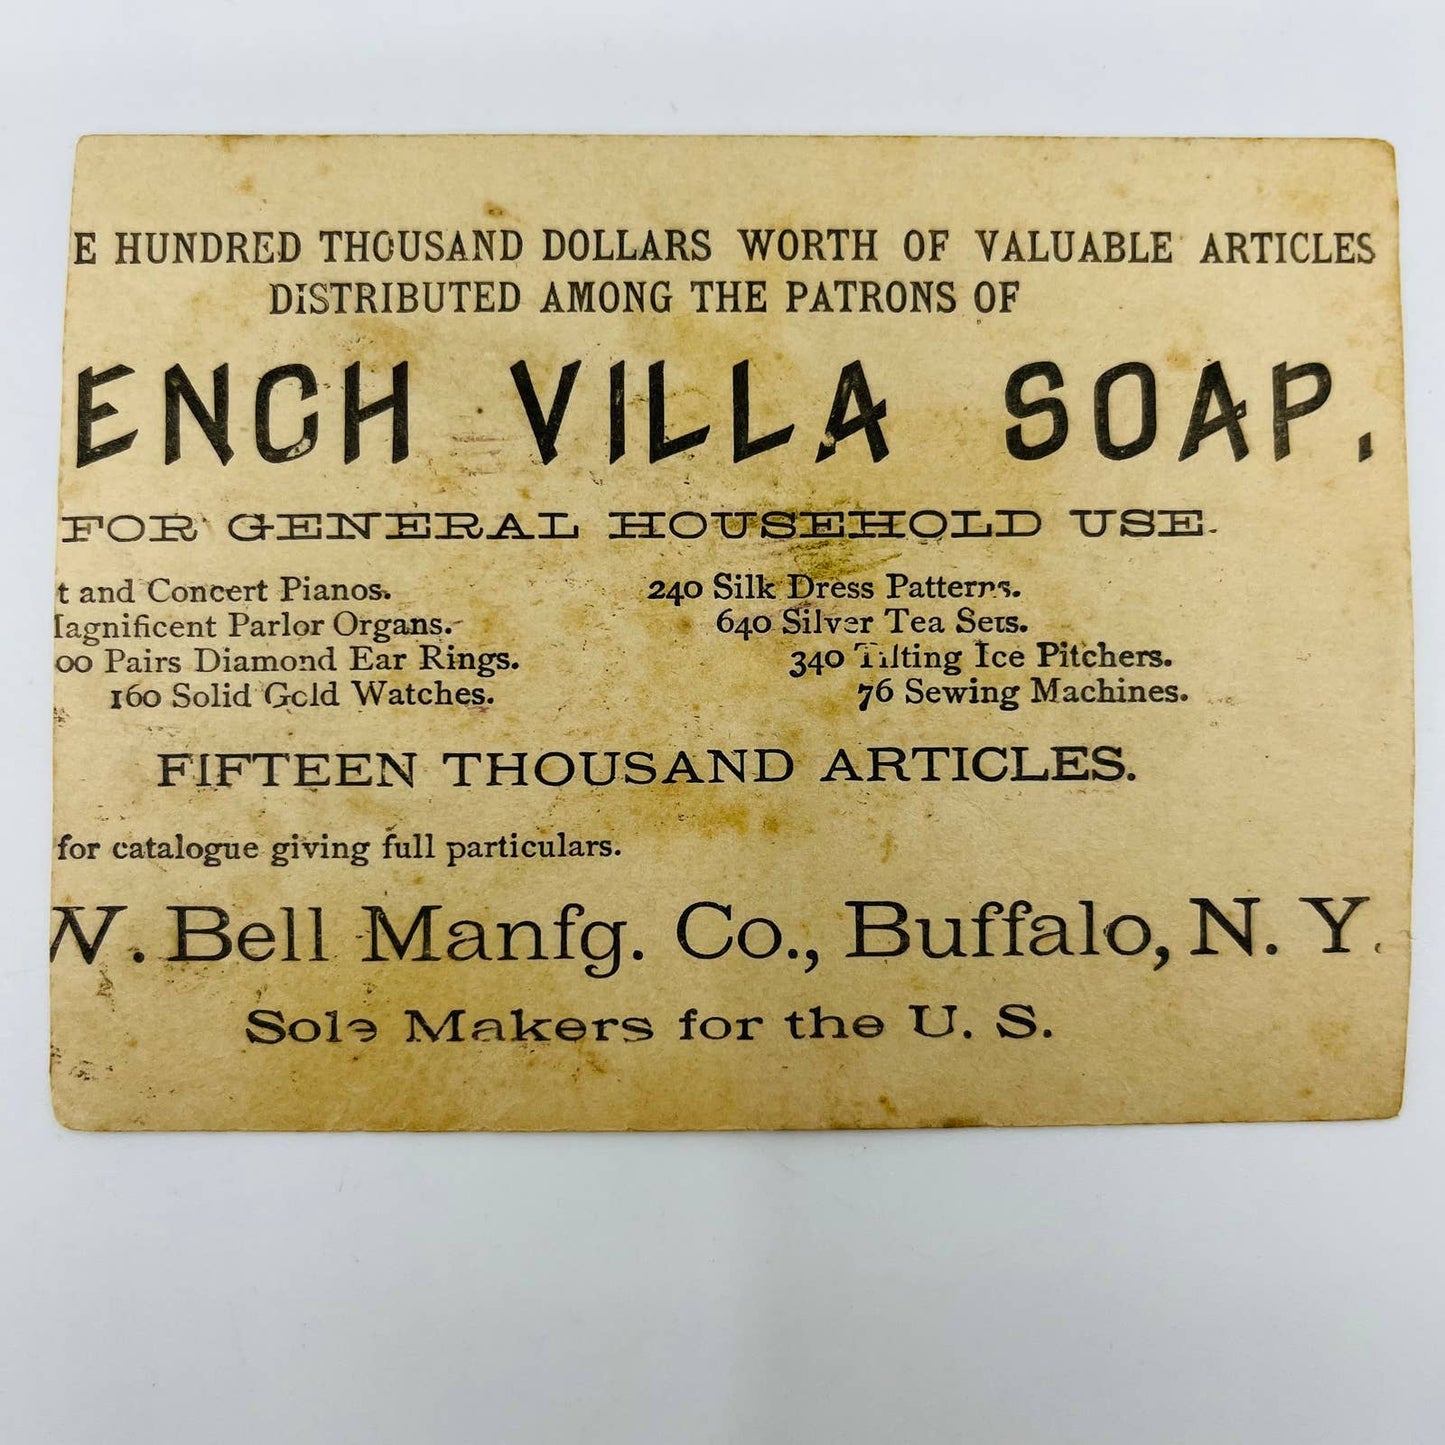 E HUNDRED THOUSAND DOLLARS WORTH OF VALUABLE ARTICLES
DISTRIBUTED AMONG THE PATRONS OF
ENCH VILLA SOAP.
FOR GENERAL HOUSEHOLD USE.
t and Concert Pianos.
agnificent Parlor Organs.
00 Pairs Diamond Ear Rings.
160 Solid Gold Watches.
240 Silk Dress Patterns.
640 Silver Tea Sets.
340 Tilting Ice Pitchers.
76 Sewing Machines.
FIFTEEN THOUSAND ARTICLES.
for catalogue giving full particulars.
W. Bell Manfg. Co., Buffalo, N. Y.
Sole Makers for the U. S.